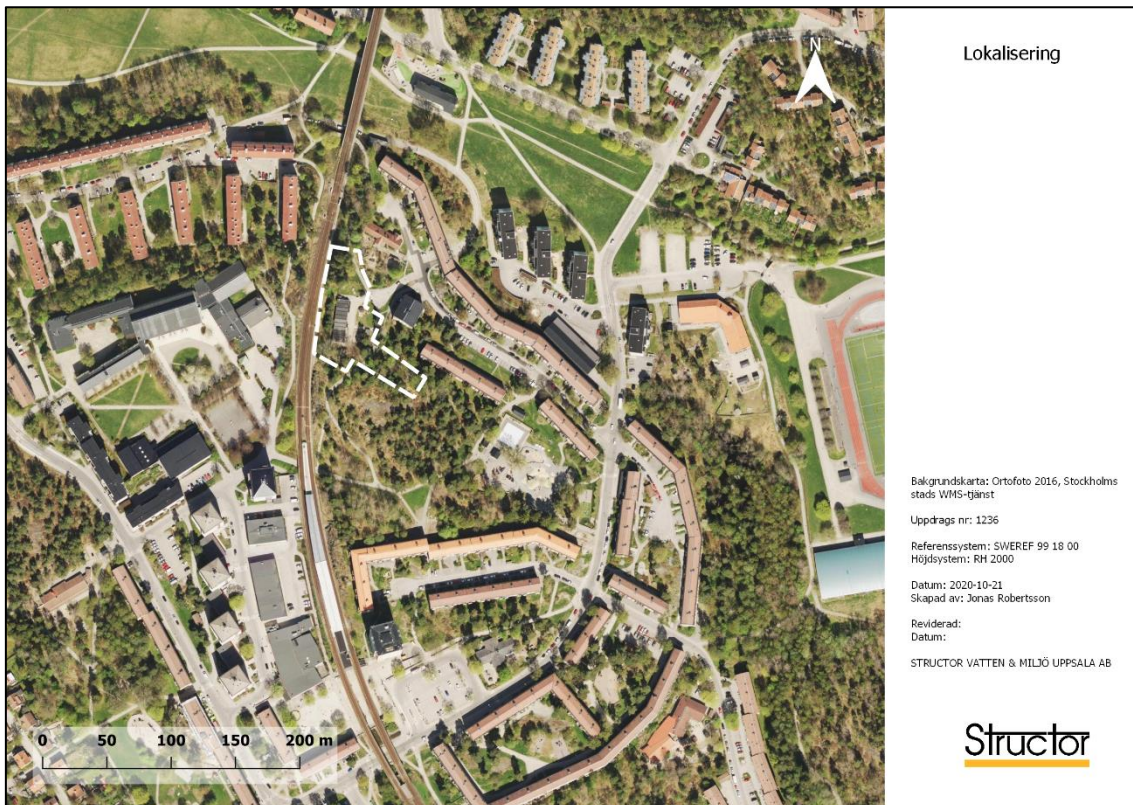 N
Lokalisering
Bakgrundskarta: Ortofoto 2016, Stockholms
stads WMS-tjänst
Uppdrags nr: 1236
Referenssystem: SWEREF 99 18 00
Höjdsystem: RH 2000
Datum: 2020-10-21
Skapad av: Jonas Robertsson
Reviderad:
Datum:
STRUCTOR VATTEN & MILJÖ UPPSALA AB
0 50 100 150 200 m
Structor